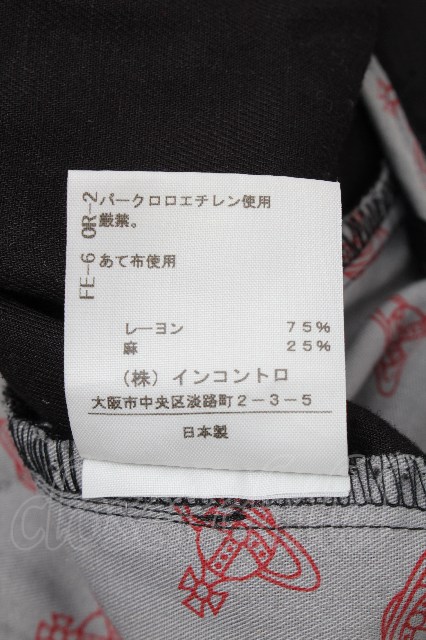 OR-2 パークロロエチレン使用
厳禁。
FE-6 あて布使用
レーヨン 75%
麻 25%
(株)インコントロ
大阪市中央区淡路町2-3-5
日本製